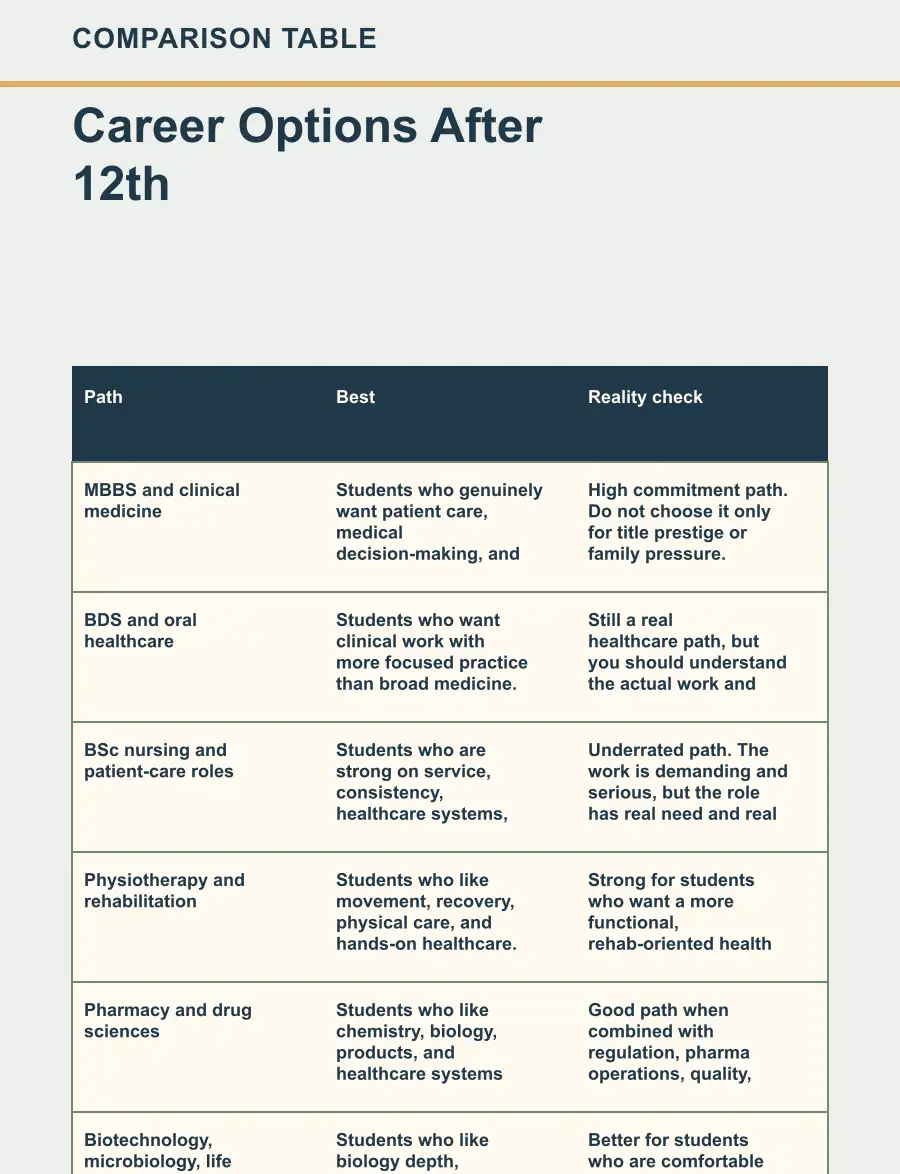 COMPARISON TABLE
Career Options After
12th
Path
Best
Reality check
MBBS and clinical
medicine
Students who genuinely
want patient care,
medical
decision-making, and
High commitment path.
Do not choose it only
for title prestige or
family pressure.
BDS and oral
healthcare
Students who want
clinical work with
more focused practice
than broad medicine.
Still a real
healthcare path, but
you should understand
the actual work and
BSc nursing and
patient-care roles
Students who are
strong on service,
consistency,
healthcare systems,
Underrated path. The
work is demanding and
serious, but the role
has real need and real
Physiotherapy and
rehabilitation
Students who like
movement, recovery,
physical care, and
hands-on healthcare.
Strong for students
who want a more
functional,
rehab-oriented health
Pharmacy and drug
sciences
Students who like
chemistry, biology,
products, and
healthcare systems
Good path when
combined with
regulation, pharma
operations, quality,
Biotechnology,
microbiology, life
Students who like
biology depth,
Better for students
who are comfortable